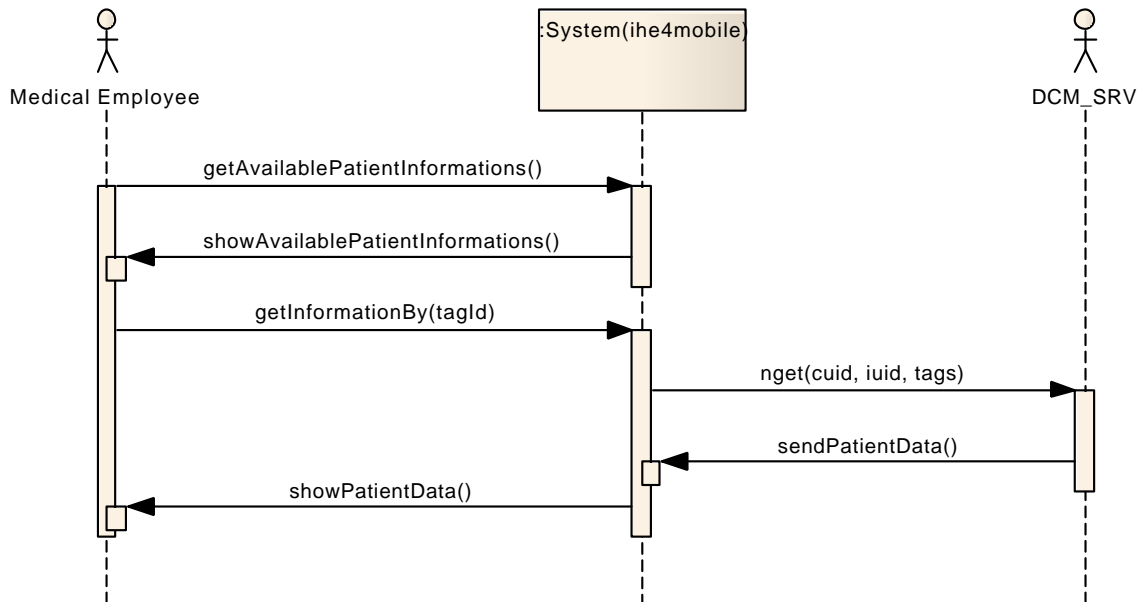 :System(ihe4mobile)
Medical Employee
DCM_SRV
getAvailablePatientInformations()
showAvailablePatientInformations()
getInformationBy(tagId)
nget(cuid, iuid, tags)
sendPatientData()
showPatientData()